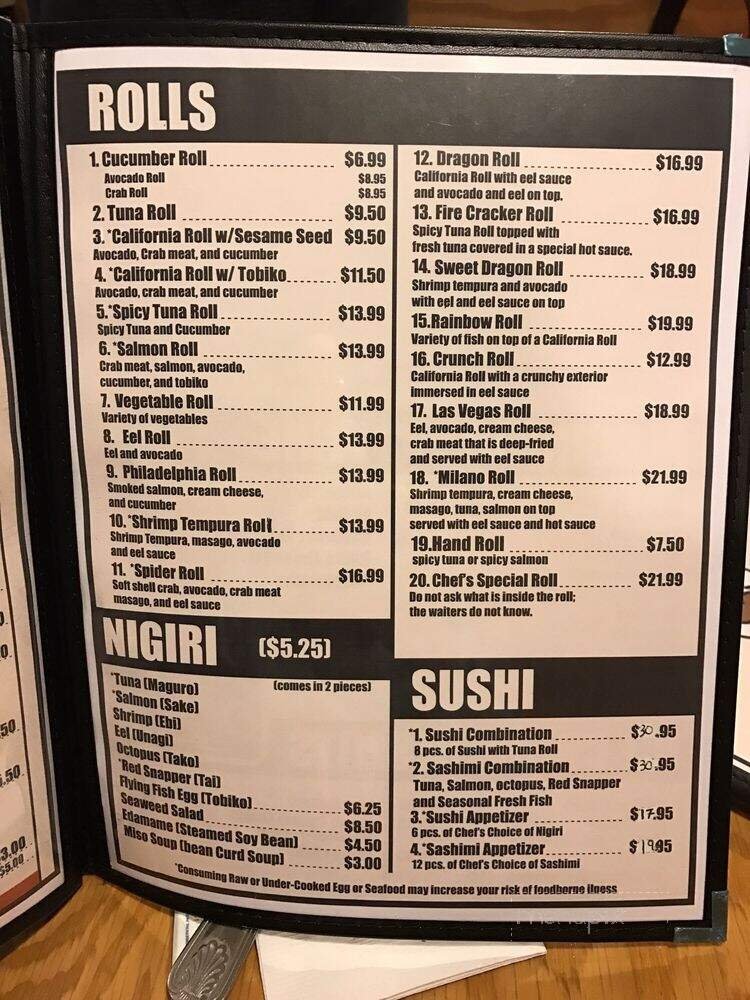 ROLLS
1. Cucumber Roll $6.99
Avocado Roll $8.95
Crab Roll $8.95
2. Tuna Roll $9.50
3. *California Roll w/Sesame Seed $9.50
Avocado, Crab meat, and cucumber
4. *California Roll w/ Tobiko $11.50
Avocado, crab meat, and cucumber
5.*Spicy Tuna Roll $13.99
Spicy Tuna and Cucumber
6. *Salmon Roll $13.99
Crab meat, salmon, avocado,
cucumber, and tobiko
7. Vegetable Roll $11.99
Variety of vegetables
8. Eel Roll $13.99
Eel and avocado
9. Philadelphia Roll $13.99
Smoked salmon, cream cheese,
and cucumber
10. *Shrimp Tempura Roll $13.99
Shrimp Tempura, masago, avocado
and eel sauce
11. *Spider Roll $16.99
Soft shell crab, avocado, crab meat
masago, and eel sauce
12. Dragon Roll $16.99
California Roll with eel sauce
and avocado and eel on top.
13. Fire Cracker Roll $16.99
Spicy Tuna Roll topped with
fresh tuna covered in a special hot sauce.
14. Sweet Dragon Roll $18.99
Shrimp tempura and avocado
with eel and eel sauce on top
15.Rainbow Roll $19.99
Variety of fish on top of a California Roll
16. Crunch Roll $12.99
California Roll with a crunchy exterior
immersed in eel sauce
17. Las Vegas Roll $18.99
Eel, avocado, cream cheese,
crab meat that is deep-fried
and served with eel sauce
18. *Milano Roll $21.99
Shrimp tempura, cream cheese,
masago, tuna, salmon on top
served with eel sauce and hot sauce
19.Hand Roll $7.50
spicy tuna or spicy salmon
20. Chef's Special Roll $21.99
Do not ask what is inside the roll;
the waiters do not know.
NIGIRI ($5.25)
(comes in 2 pieces)
*Tuna (Maguro)
*Salmon (Sake)
Shrimp (Ebi)
Eel (Unagi)
Octopus (Tako)
*Red Snapper (Tai)
Flying Fish Egg (Tobiko) $6.25
Seaweed Salad $8.50
Edamame (Steamed Soy Bean) $4.50
Miso Soup (bean Curd Soup) $3.00
SUSHI
*1. Sushi Combination $30.95
8 pcs. of Sushi with Tuna Roll
*2. Sashimi Combination $30.95
Tuna, Salmon, octopus, Red Snapper
and Seasonal Fresh Fish
3.*Sushi Appetizer $17.95
6 pcs. of Chef's Choice of Nigiri
4.*Sashimi Appetizer $19.95
12 pcs. of Chef's Choice of Sashimi
*Consuming Raw or Under-Cooked Egg or Seafood may increase your risk of foodborne ilness
.50
3.00
$5.00